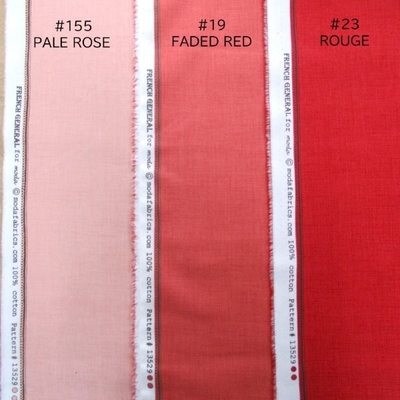 #155
PALE ROSE
#19
FADED RED
#23
ROUGE
FRENCH GENERAL for moda © modafabrics.com 100% cotton Pattern# 13529
FRENCH GENERAL for moda © modafabrics.com 100% cotton Pattern# 13529
FRENCH GENERAL for moda © modafabrics.com 100% cotton Pattern# 13529